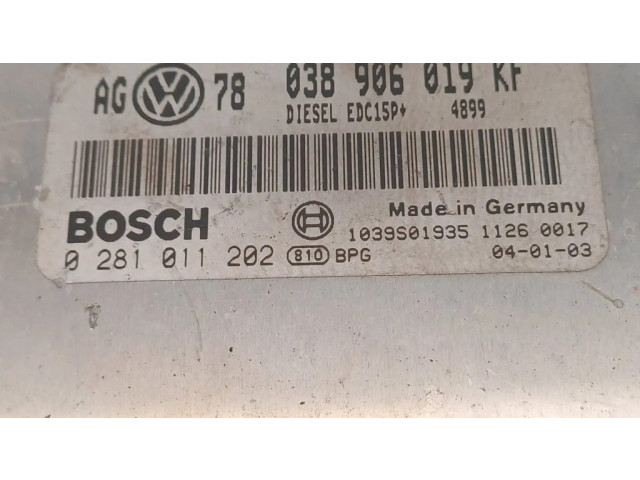 AG VW 78 038 906 019 KF
DIESEL EDC15P+ 4899
BOSCH Made in Germany
1039S01935 1126 0017
0 281 011 202 810 BPG 04-01-03